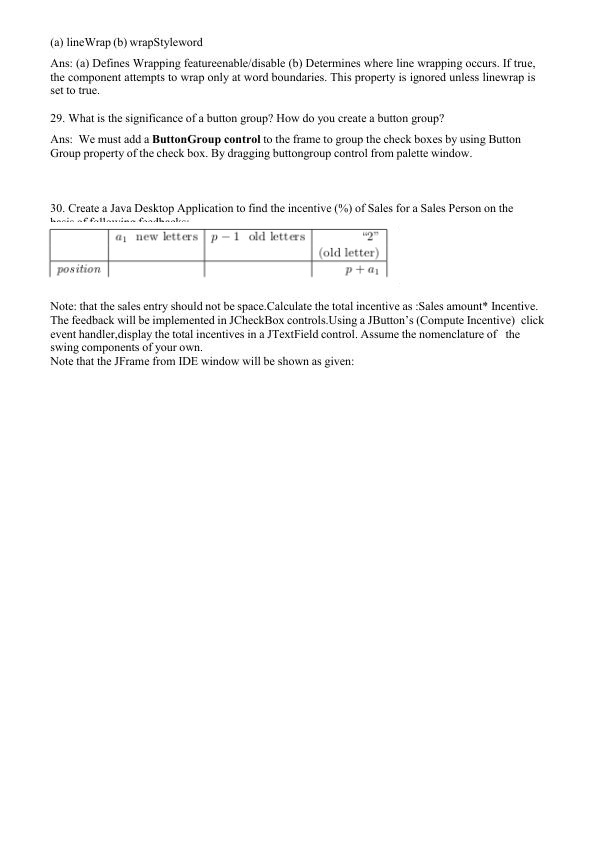 (a) lineWrap (b) wrapStyleword
Ans: (a) Defines Wrapping featureenable/disable (b) Determines where line wrapping occurs. If true,
the component attempts to wrap only at word boundaries. This property is ignored unless linewrap is
set to true.
29. What is the significance of a button group? How do you create a button group?
Ans:  We must add a ButtonGroup control to the frame to group the check boxes by using Button
Group property of the check box. By dragging buttongroup control from palette window.
30. Create a Java Desktop Application to find the incentive (%) of Sales for a Sales Person on the
basis of following feedbacks:
a₁ new letters p − 1 old letters “2”
(old letter)
position p + a₁
Note: that the sales entry should not be space.Calculate the total incentive as :Sales amount* Incentive.
The feedback will be implemented in JCheckBox controls.Using a JButton’s (Compute Incentive)  click
event handler,display the total incentives in a JTextField control. Assume the nomenclature of   the
swing components of your own.
Note that the JFrame from IDE window will be shown as given: